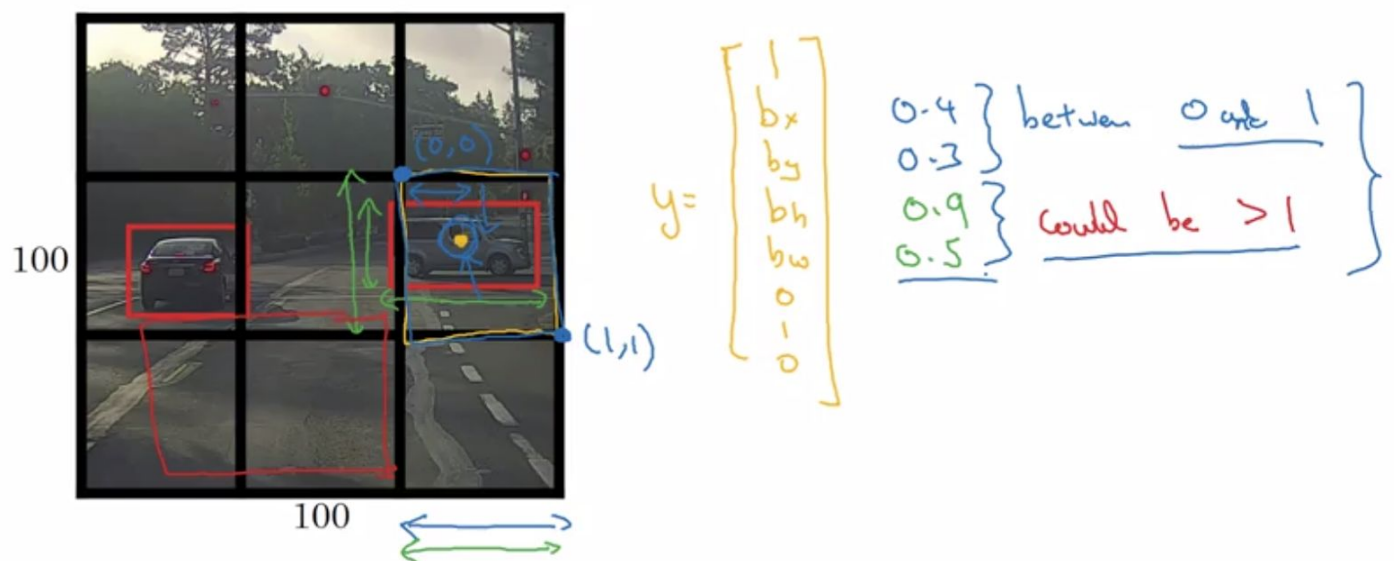 (0,0)
100
(1,1)
100
y=
1
bx
by
bh
bw
0
1
0
0.4
0.3
between 0 and 1
0.9
0.5
could be > 1